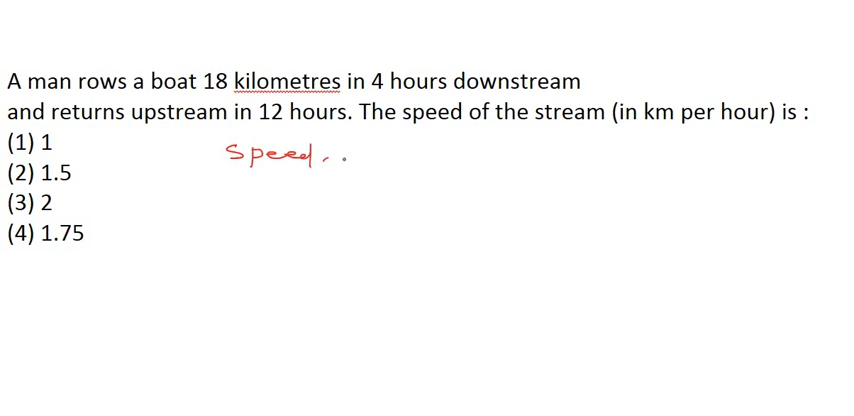 A man rows a boat 18 kilometres in 4 hours downstream
and returns upstream in 12 hours. The speed of the stream (in km per hour) is :
(1) 1
(2) 1.5
(3) 2
(4) 1.75
Speed . .